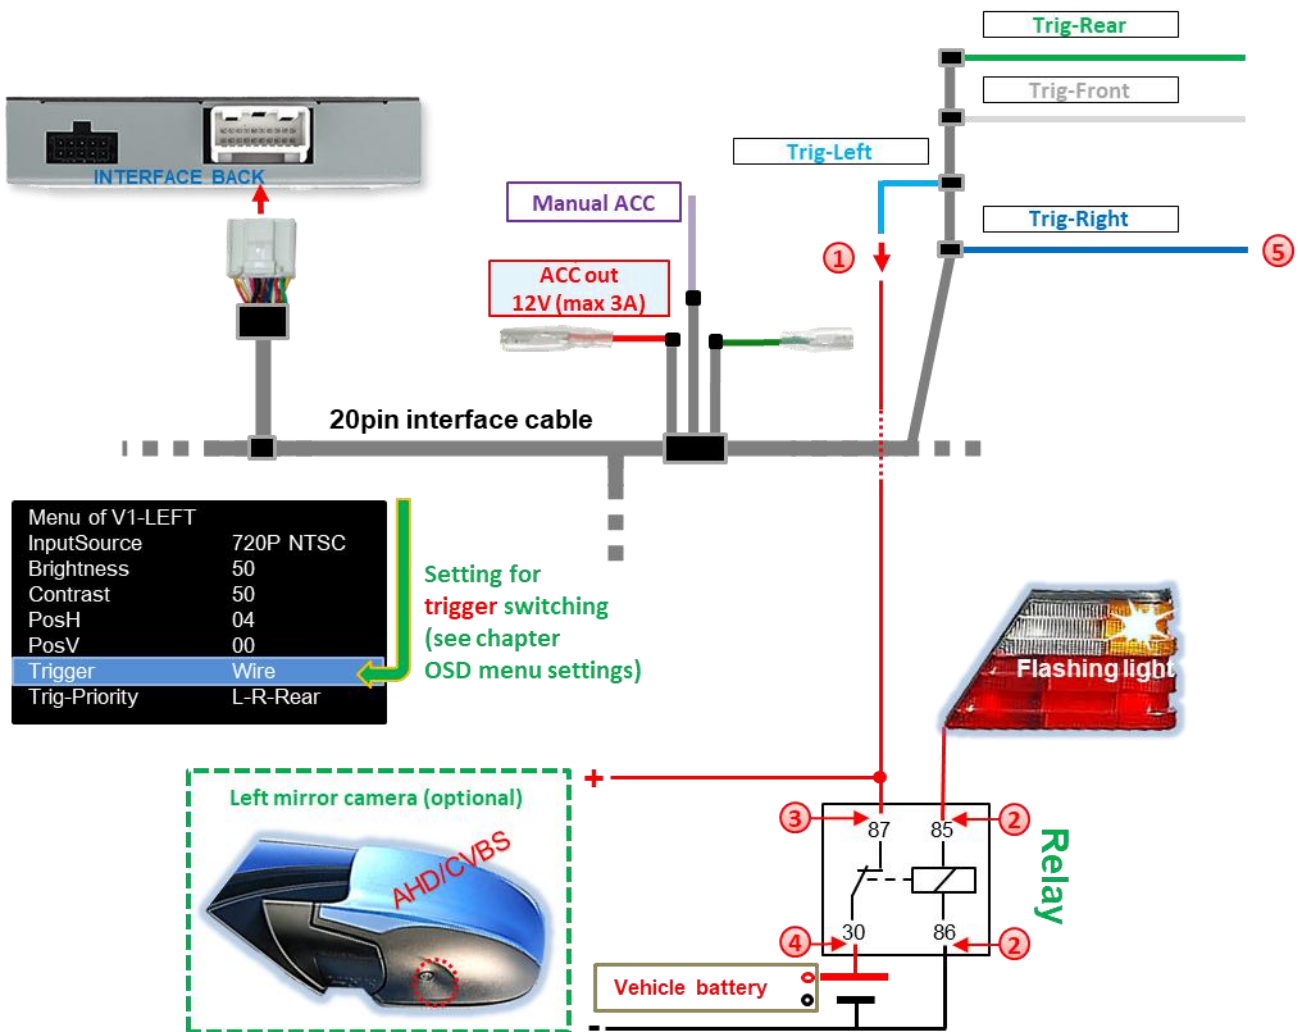 Trig-Rear
Trig-Front
Trig-Left
Trig-Right
5
1
INTERFACE BACK
Manual ACC
ACC out
12V (max 3A)
20pin interface cable
Menu of V1-LEFT
InputSource 720P NTSC
Brightness 50
Contrast 50
PosH 04
PosV 00
Trigger Wire
Trig-Priority L-R-Rear
Setting for
trigger switching
(see chapter
OSD menu settings)
Flashing light
Left mirror camera (optional)
AHD/CVBS
+
3
87
85
2
Relay
4
30
86
2
Vehicle battery
-